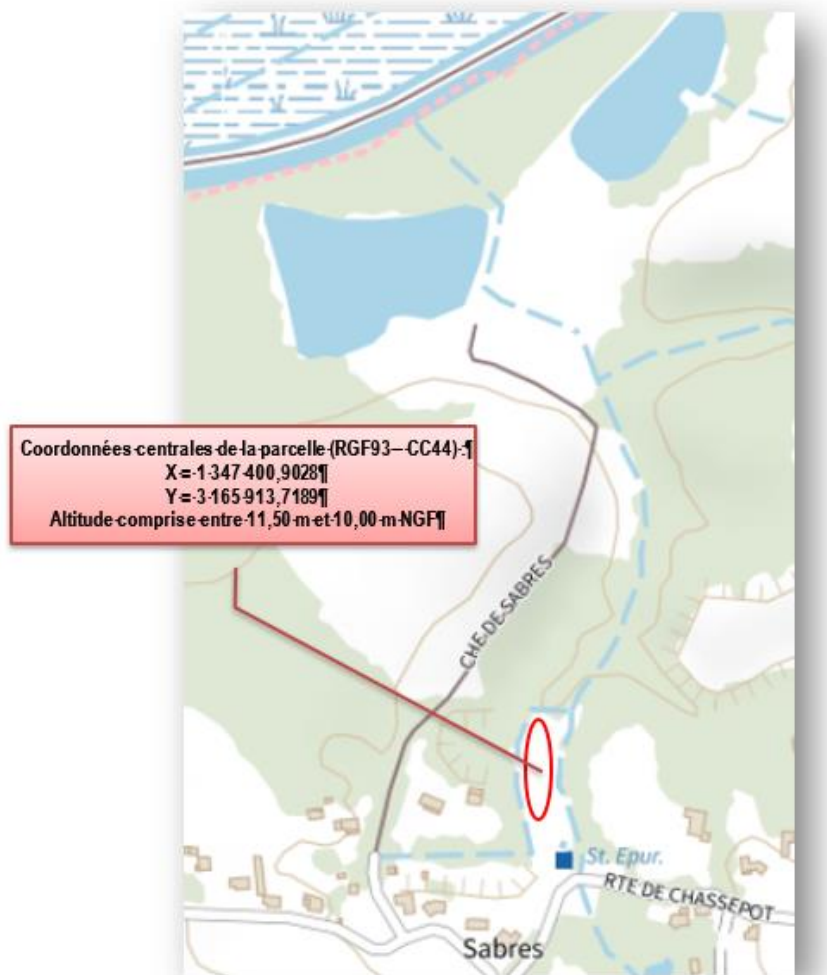 Coordonnées·centrales·de·la·parcelle·(RGF93·–·CC44)·:¶
X·=·1·347·400,9028¶
Y·=·3·165·913,7189¶
Altitude·comprise·entre·11,50·m·et·10,00·m·NGF¶
CHE·DE·SABRES
St. Epur.
RTE DE CHASSEPOT
Sabres